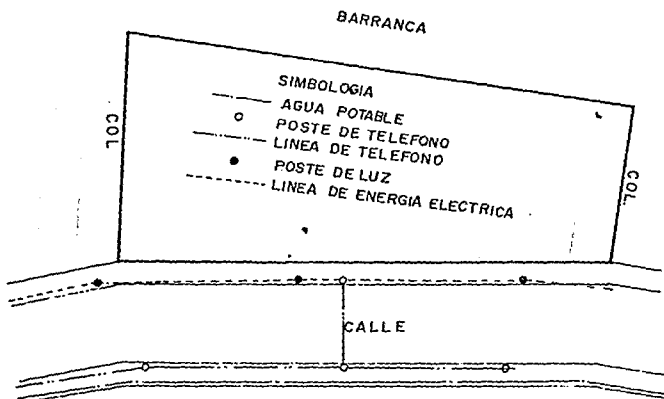 BARRANCA
SIMBOLOGIA
AGUA POTABLE
POSTE DE TELEFONO
LINEA DE TELEFONO
POSTE DE LUZ
LINEA DE ENERGIA ELECTRICA
COL.
COL.
CALLE